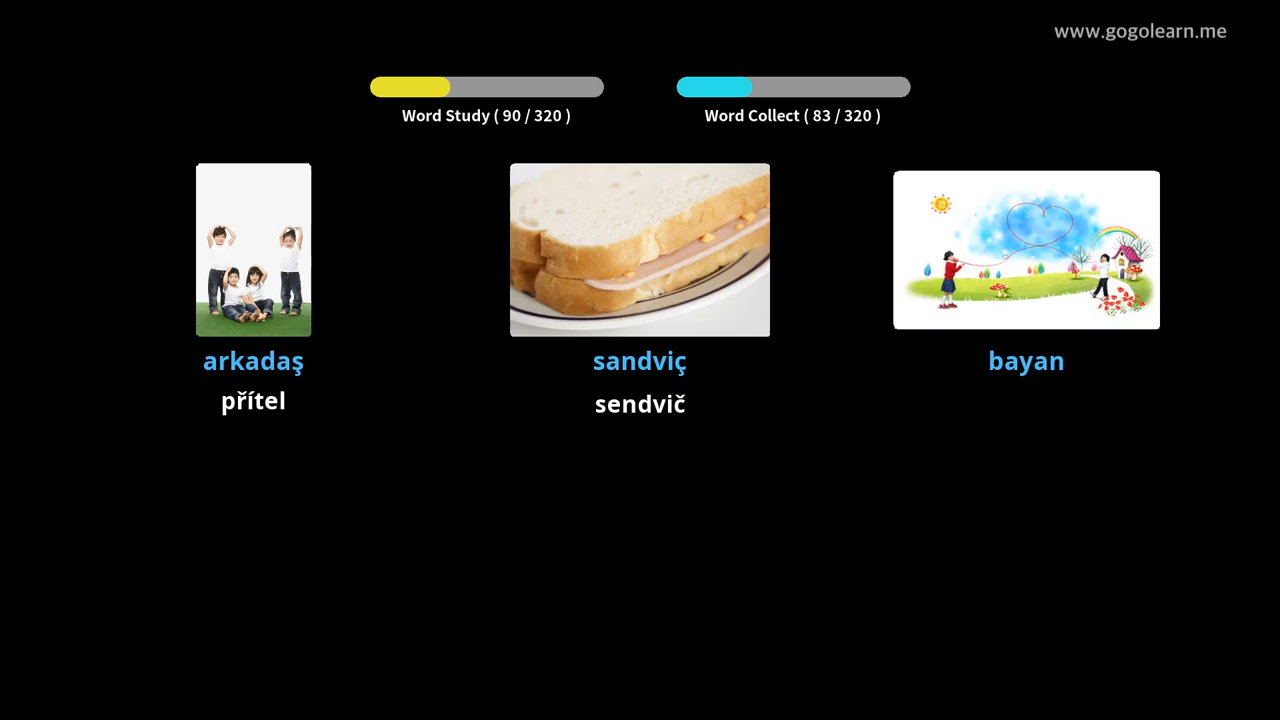 www.gogolearn.me
Word Study ( 90 / 320 )
Word Collect ( 83 / 320 )
arkadaş
sandviç
bayan
přítel
sendvič